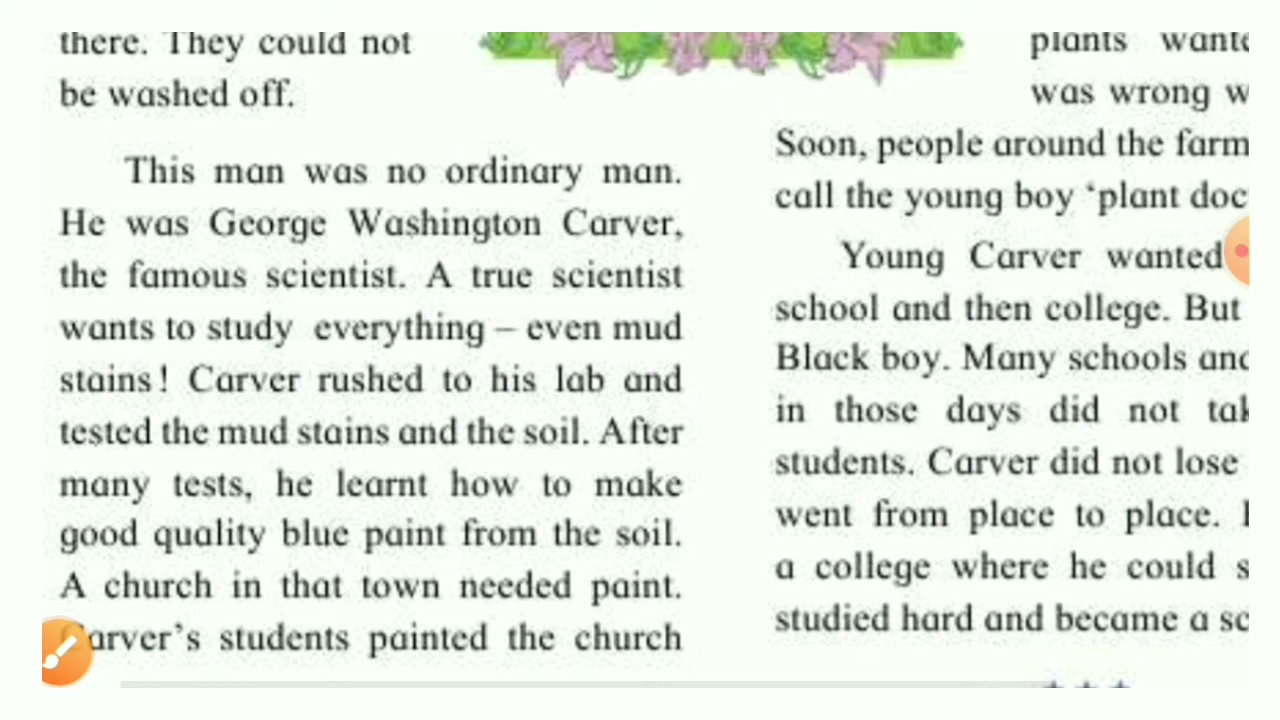 there. They could not
be washed off.
This man was no ordinary man.
He was George Washington Carver,
the famous scientist. A true scientist
wants to study everything – even mud
stains! Carver rushed to his lab and
tested the mud stains and the soil. After
many tests, he learnt how to make
good quality blue paint from the soil.
A church in that town needed paint.
Carver's students painted the church
plants
was wrong
Soon, people around the farm
call the young boy ‘plant
Young Carver wanted
school and then college. But
Black boy. Many schools
in those days did not
students. Carver did not lose
went from place to place.
a college where he could
studied hard and became a